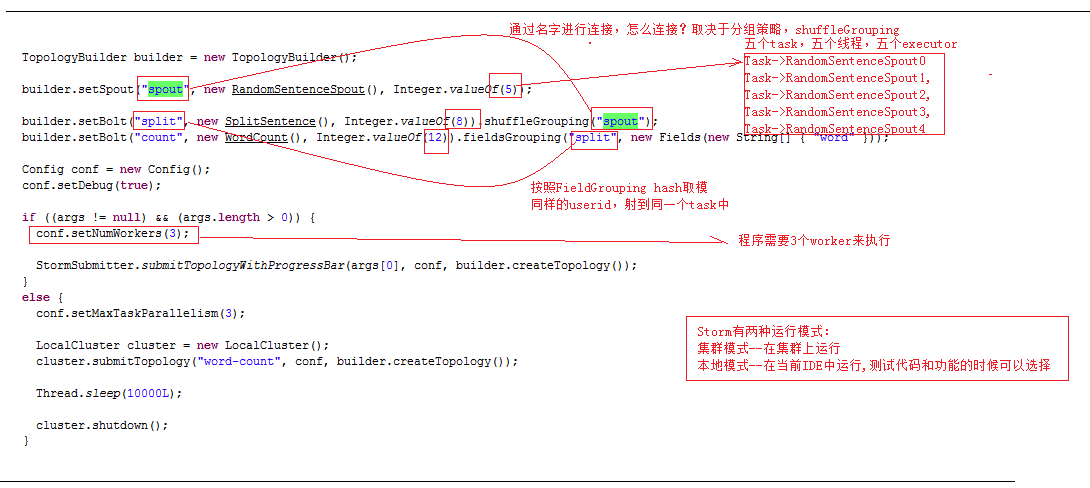 通过名字进行连接，怎么连接？取决于分组策略，shuffleGrouping
五个task，五个线程，五个executor
TopologyBuilder builder = new TopologyBuilder();
Task->RandomSentenceSpout0
Task->RandomSentenceSpout1,
Task->RandomSentenceSpout2,
Task->RandomSentenceSpout3,
Task->RandomSentenceSpout4
builder.setSpout("spout", new RandomSentenceSpout(), Integer.valueOf(5));
builder.setBolt("split", new SplitSentence(), Integer.valueOf(8)).shuffleGrouping("spout");
builder.setBolt("count", new WordCount(), Integer.valueOf(12)).fieldsGrouping("split", new Fields(new String[] { "word" }));
Config conf = new Config();
conf.setDebug(true);
按照FieldGrouping hash取模
同样的userid，射到同一个task中
if ((args != null) && (args.length > 0)) {
conf.setNumWorkers(3);
程序需要3个worker来执行
StormSubmitter.submitTopologyWithProgressBar(args[0], conf, builder.createTopology());
}
else {
conf.setMaxTaskParallelism(3);
LocalCluster cluster = new LocalCluster();
cluster.submitTopology("word-count", conf, builder.createTopology());
Thread.sleep(10000L);
cluster.shutdown();
}
Storm有两种运行模式：
集群模式--在集群上运行
本地模式--在当前IDE中运行,测试代码和功能的时候可以选择